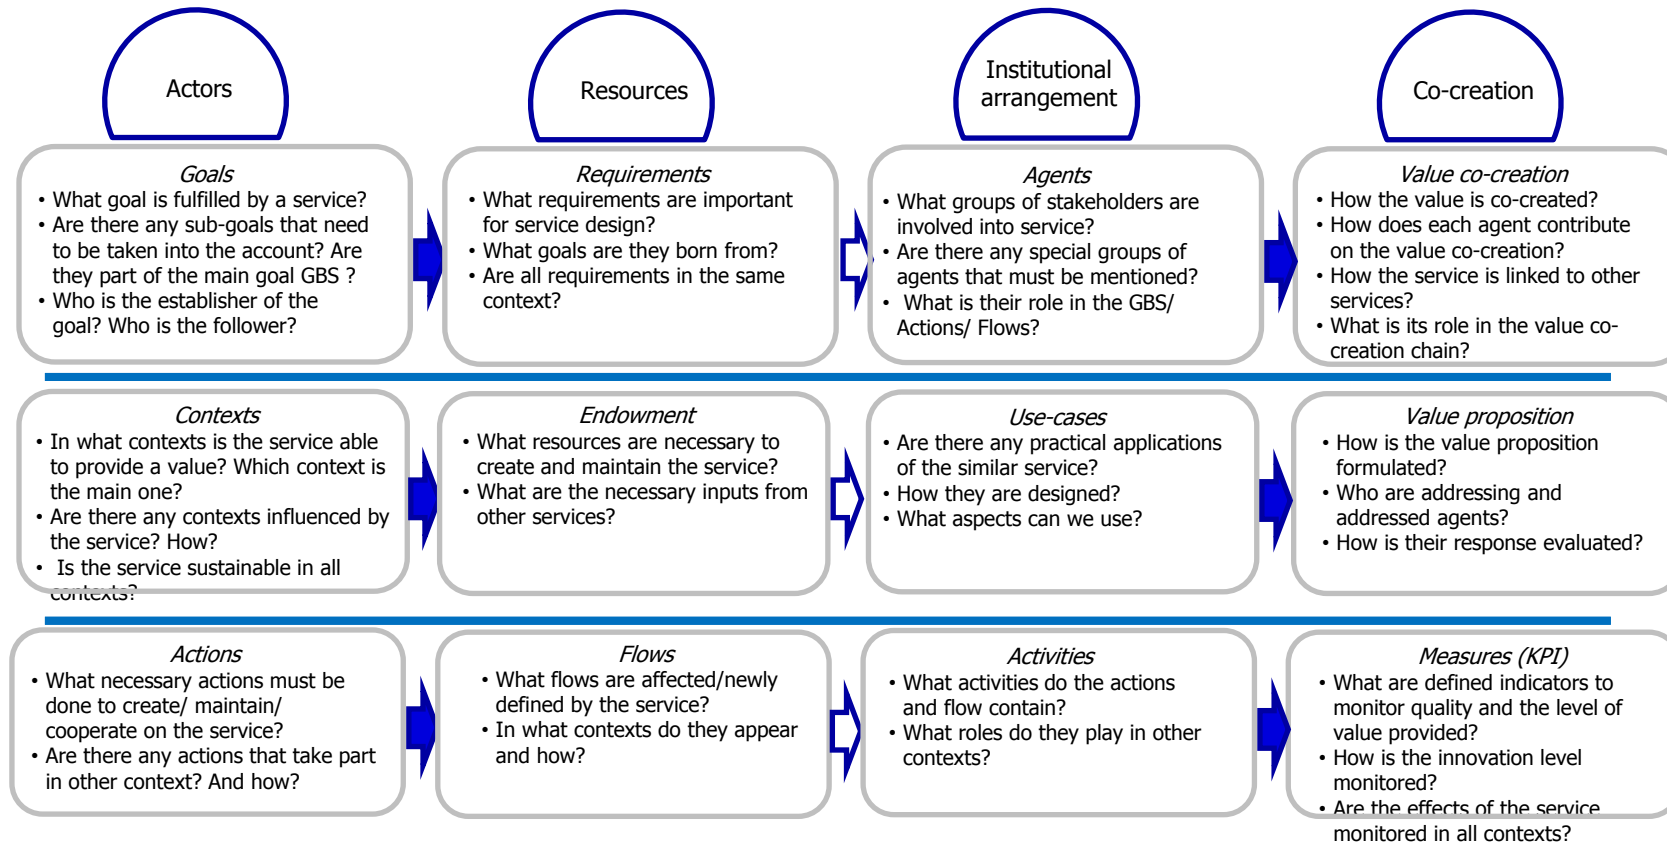 Actors
Resources
Institutional
arrangement
Co-creation
Goals
• What goal is fulfilled by a service?
• Are there any sub-goals that need
to be taken into the account? Are
they part of the main goal GBS ?
• Who is the establisher of the
goal? Who is the follower?
Requirements
• What requirements are important
for service design?
• What goals are they born from?
• Are all requirements in the same
context?
Agents
• What groups of stakeholders are
involved into service?
• Are there any special groups of
agents that must be mentioned?
• What is their role in the GBS/
Actions/ Flows?
Value co-creation
• How the value is co-created?
• How does each agent contribute
on the value co-creation?
• How the service is linked to other
services?
• What is its role in the value co-
creation chain?
Contexts
• In what contexts is the service able
to provide a value? Which context is
the main one?
• Are there any contexts influenced by
the service? How?
• Is the service sustainable in all
contexts?
Endowment
• What resources are necessary to
create and maintain the service?
• What are the necessary inputs from
other services?
Use-cases
• Are there any practical applications
of the similar service?
• How they are designed?
• What aspects can we use?
Value proposition
• How is the value proposition
formulated?
• Who are addressing and
addressed agents?
• How is their response evaluated?
Actions
• What necessary actions must be
done to create/ maintain/
cooperate on the service?
• Are there any actions that take part
in other context? And how?
Flows
• What flows are affected/newly
defined by the service?
• In what contexts do they appear
and how?
Activities
• What activities do the actions
and flow contain?
• What roles do they play in other
contexts?
Measures (KPI)
• What are defined indicators to
monitor quality and the level of
value provided?
• How is the innovation level
monitored?
• Are the effects of the service
monitored in all contexts?